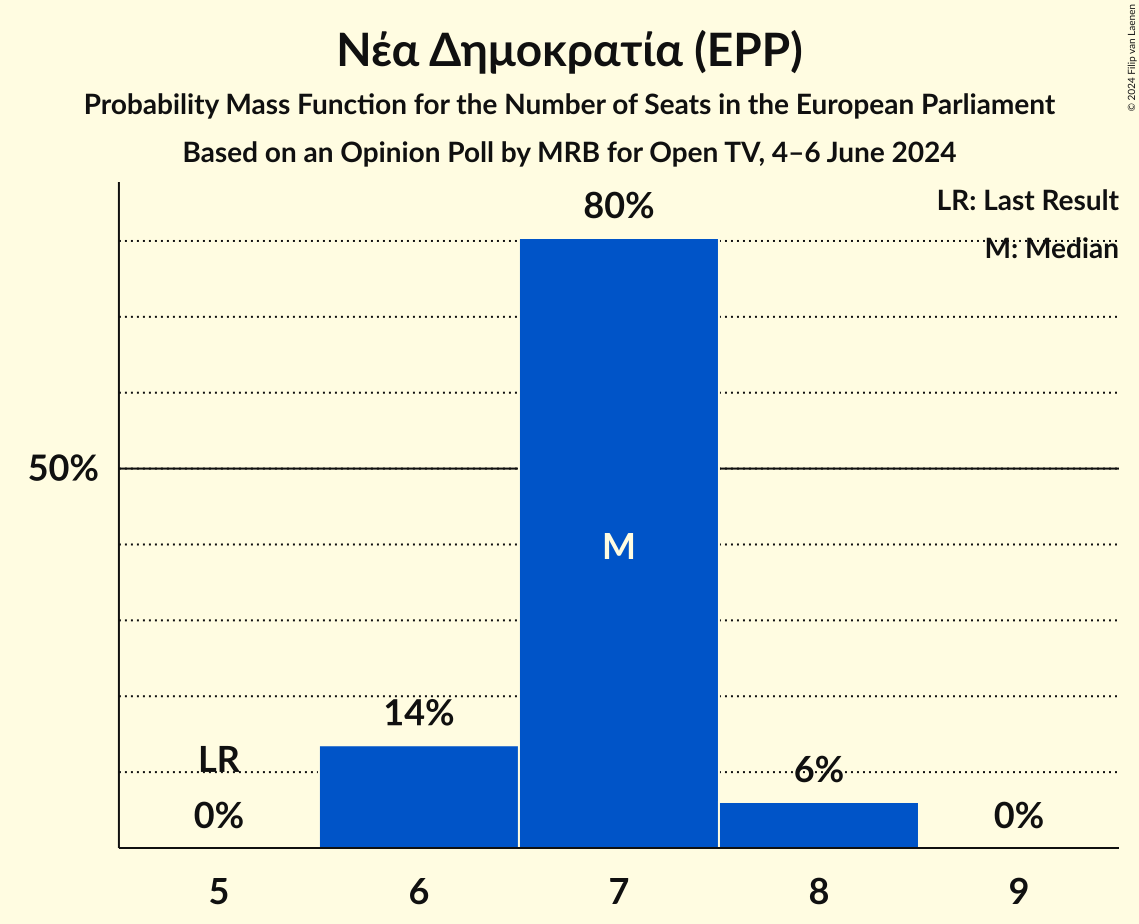 Νέα Δημοκρατία (EPP)
Probability Mass Function for the Number of Seats in the European Parliament
Based on an Opinion Poll by MRB for Open TV, 4–6 June 2024
© 2024 Filip van Laenen
LR: Last Result
M: Median
80%
50%
M
14%
LR
6%
0%
0%
5 6 7 8 9